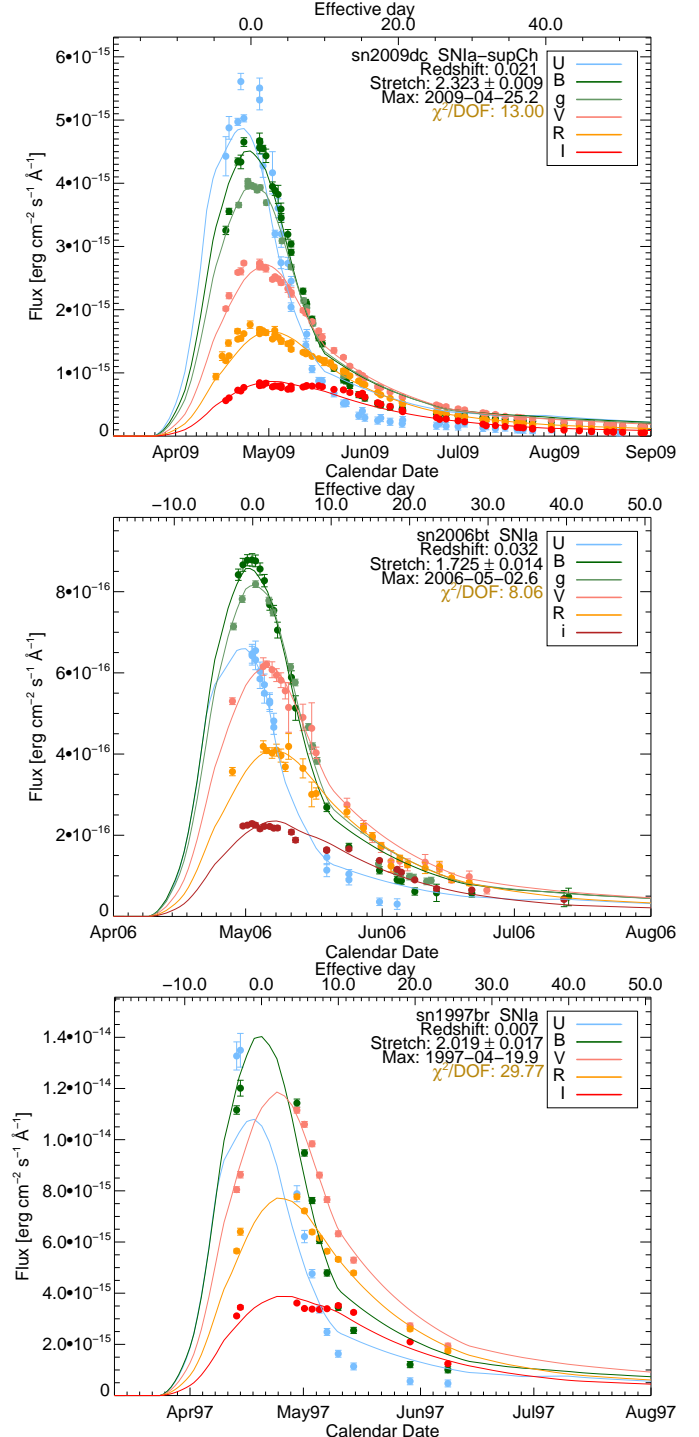 Effective day
0.0 20.0 40.0
sn2009dc SNIa-supCh
Redshift: 0.021
Stretch: 2.323 ± 0.009
Max: 2009-04-25.2
χ²/DOF: 13.00
U
B
g
V
R
I
6•10⁻¹⁵
5•10⁻¹⁵
4•10⁻¹⁵
3•10⁻¹⁵
2•10⁻¹⁵
1•10⁻¹⁵
0
Flux [erg cm⁻² s⁻¹ Å⁻¹]
Apr09 May09 Jun09 Jul09 Aug09 Sep09
Calendar Date
Effective day
−10.0 0.0 10.0 20.0 30.0 40.0 50.0
sn2006bt SNIa
Redshift: 0.032
Stretch: 1.725 ± 0.014
Max: 2006-05-02.6
χ²/DOF: 8.06
U
B
g
V
R
i
8•10⁻¹⁶
6•10⁻¹⁶
4•10⁻¹⁶
2•10⁻¹⁶
0
Flux [erg cm⁻² s⁻¹ Å⁻¹]
Apr06 May06 Jun06 Jul06 Aug06
Calendar Date
Effective day
−10.0 0.0 10.0 20.0 30.0 40.0 50.0
sn1997br SNIa
Redshift: 0.007
Stretch: 2.019 ± 0.017
Max: 1997-04-19.9
χ²/DOF: 29.77
U
B
V
R
I
1.4•10⁻¹⁴
1.2•10⁻¹⁴
1.0•10⁻¹⁴
8.0•10⁻¹⁵
6.0•10⁻¹⁵
4.0•10⁻¹⁵
2.0•10⁻¹⁵
0
Flux [erg cm⁻² s⁻¹ Å⁻¹]
Apr97 May97 Jun97 Jul97 Aug97
Calendar Date